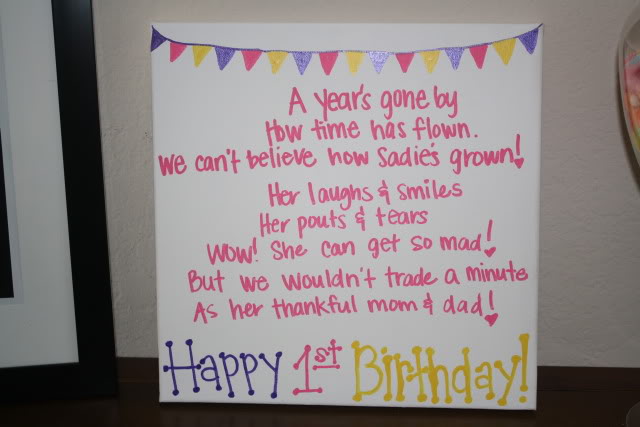 A Year's gone by
How time has flown.
We can't believe how Sadie's grown!
Her laughs & smiles
Her pouts & tears
Wow! She can get so mad!
But we wouldn't trade a minute
As her thankful mom & dad!
Happy 1st Birthday!